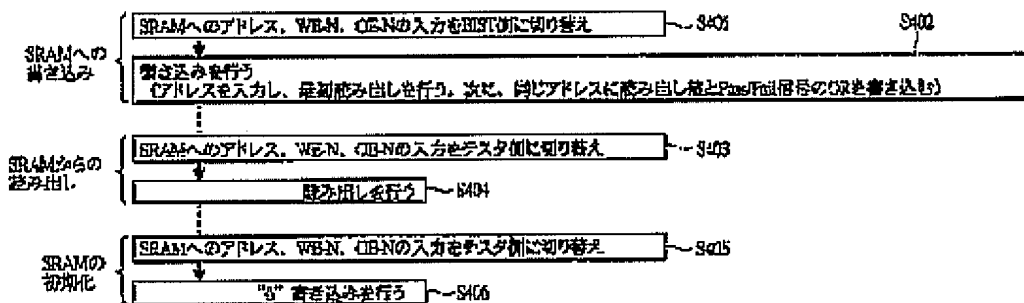 SRAMへの
書き込み
SRAMへのアドレス、WE-N、OE-Nの入力をBIST側に切り替え
S401
S402
書き込みを行う
(アドレスを入力し、最初読み出しを行う。次に、同じアドレスに読み出し値とPass/Fail信号のORを書き込む)
SRAMからの
読み出し
SRAMへのアドレス、WE-N、OE-Nの入力をテスタ側に切り替え
S403
読み出しを行う
S404
SRAMの
初期化
SRAMへのアドレス、WE-N、OE-Nの入力をテスタ側に切り替え
S405
"0" 書き込みを行う
S406